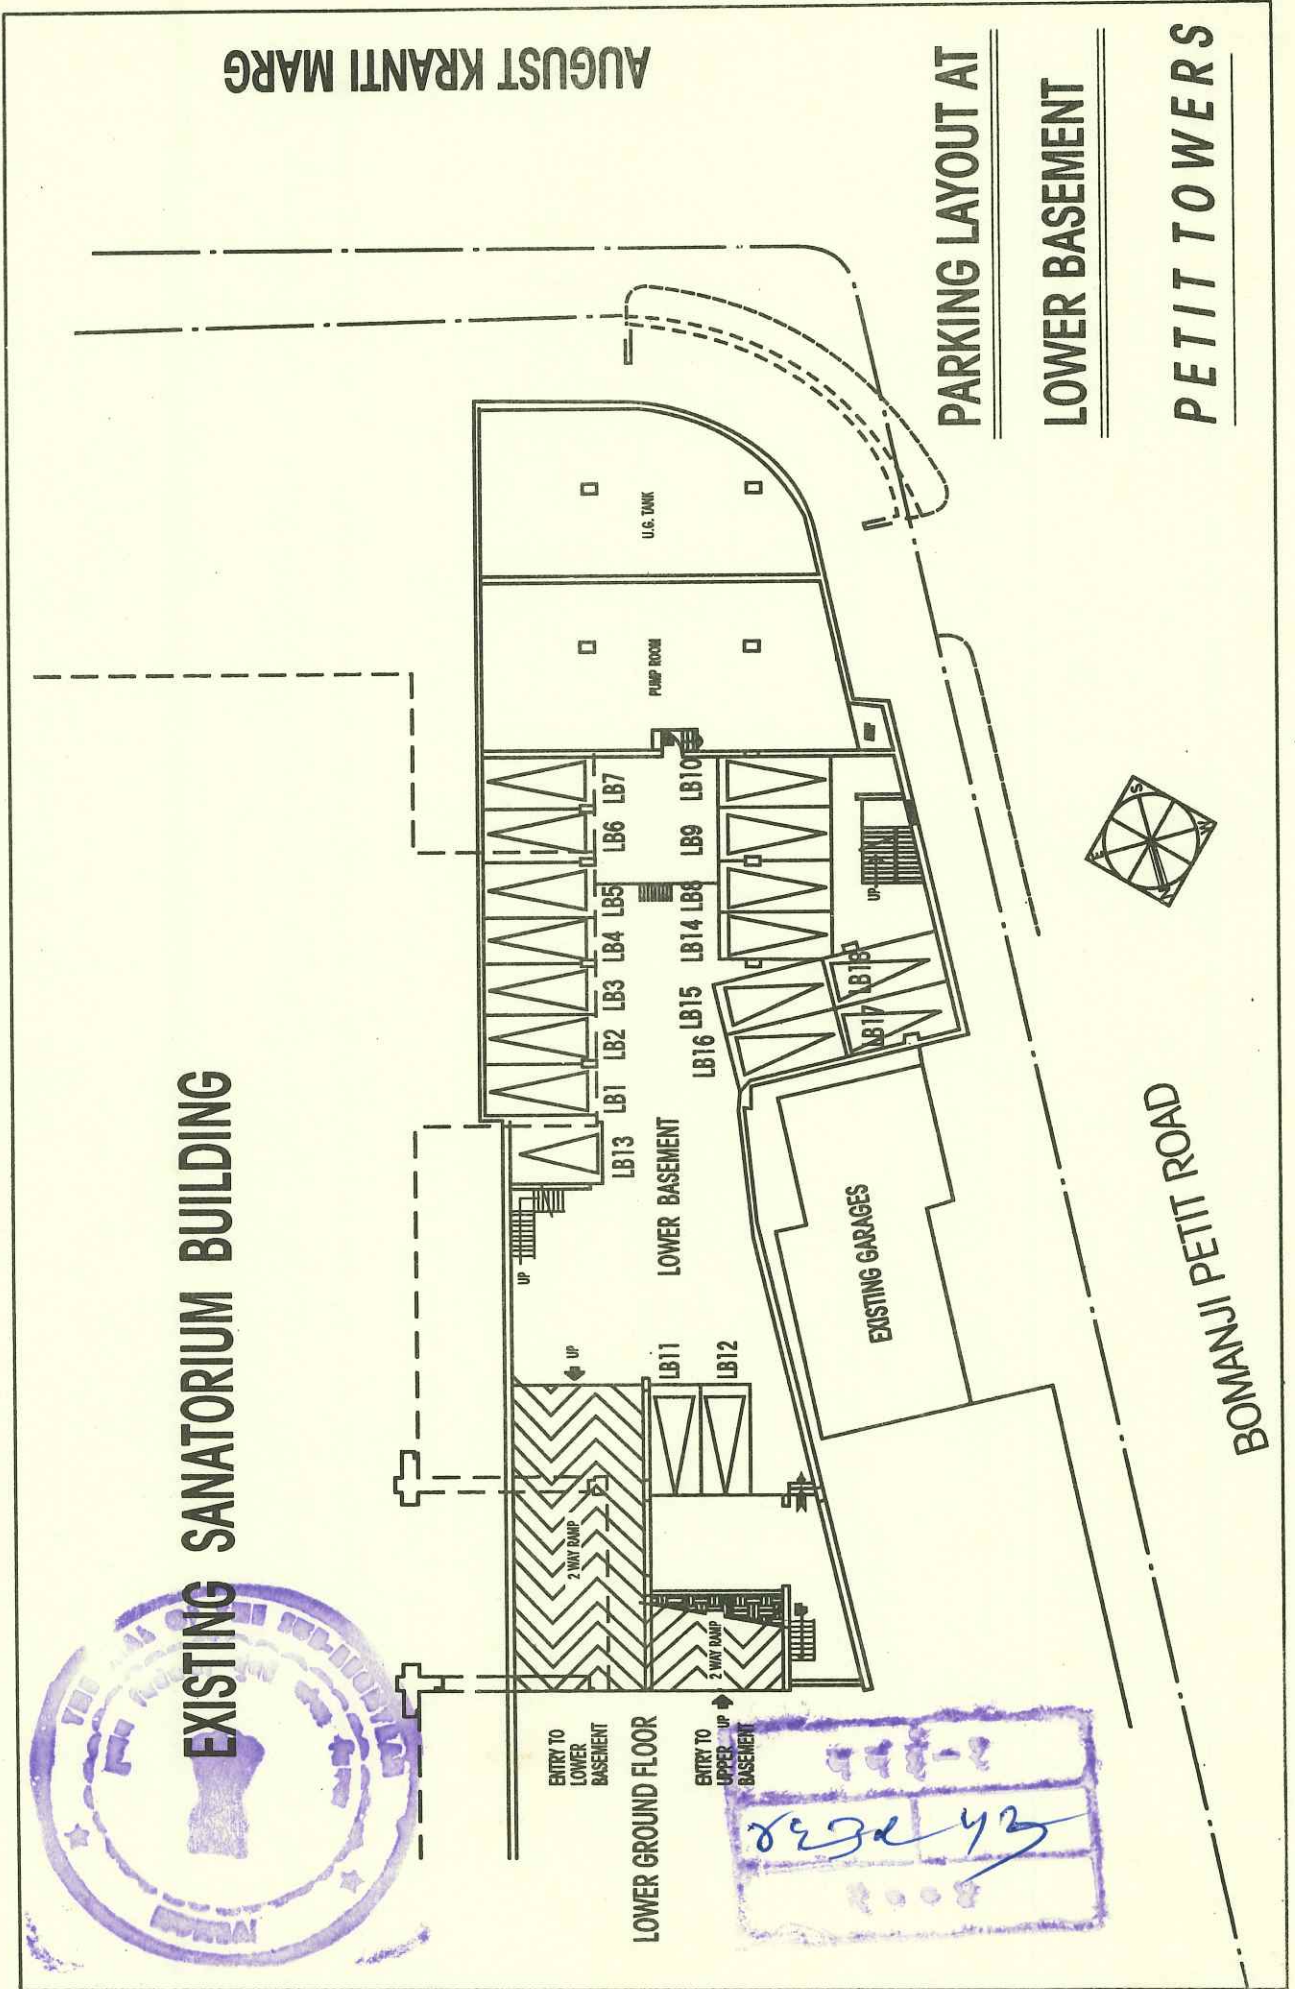 AUGUST KRANTI MARG
EXISTING SANATORIUM BUILDING
PARKING LAYOUT AT
LOWER BASEMENT
PETIT TOWERS
U.G. TANK
PUMP ROOM
LB1
LB2
LB3
LB4
LB5
LB6
LB7
LB13
LB16
LB15
LB14
LB8
LB9
LB10
LB17
LB18
UP
UP
LOWER BASEMENT
UP
LB11
LB12
EXISTING GARAGES
2 WAY RAMP
2 WAY RAMP
ENTRY TO
LOWER
BASEMENT
LOWER GROUND FLOOR
ENTRY TO
UPPER
BASEMENT
UP
BOMANJI PETIT ROAD
E
S
W
N